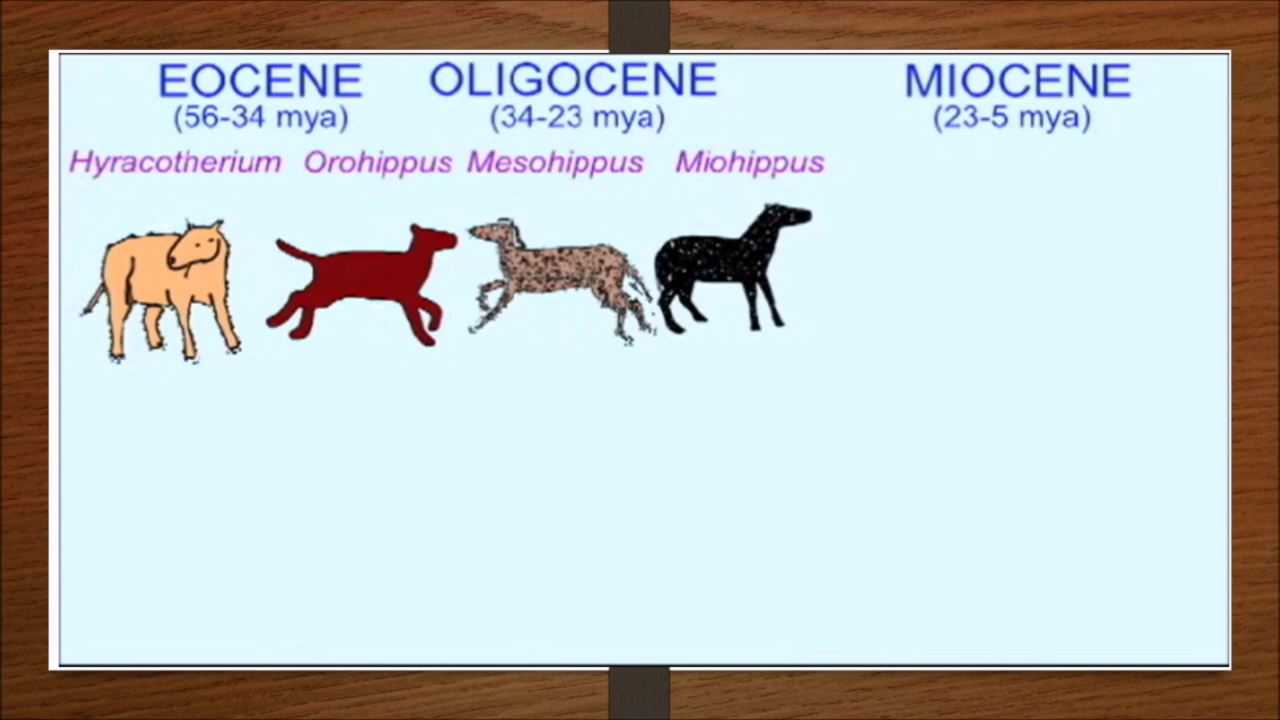 EOCENE OLIGOCENE MIOCENE
(56-34 mya) (34-23 mya) (23-5 mya)
Hyracotherium Orohippus Mesohippus Miohippus